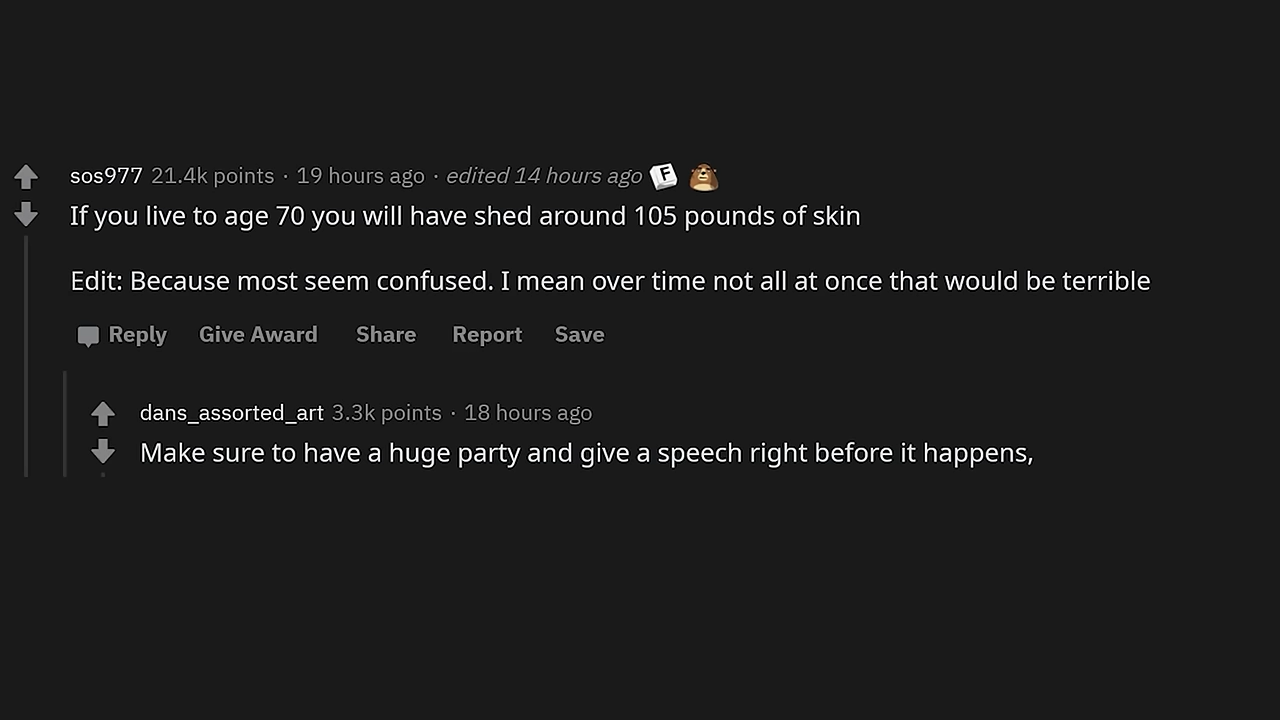 sos977 21.4k points · 19 hours ago · edited 14 hours ago F
If you live to age 70 you will have shed around 105 pounds of skin
Edit: Because most seem confused. I mean over time not all at once that would be terrible
Reply Give Award Share Report Save
dans_assorted_art 3.3k points · 18 hours ago
Make sure to have a huge party and give a speech right before it happens,